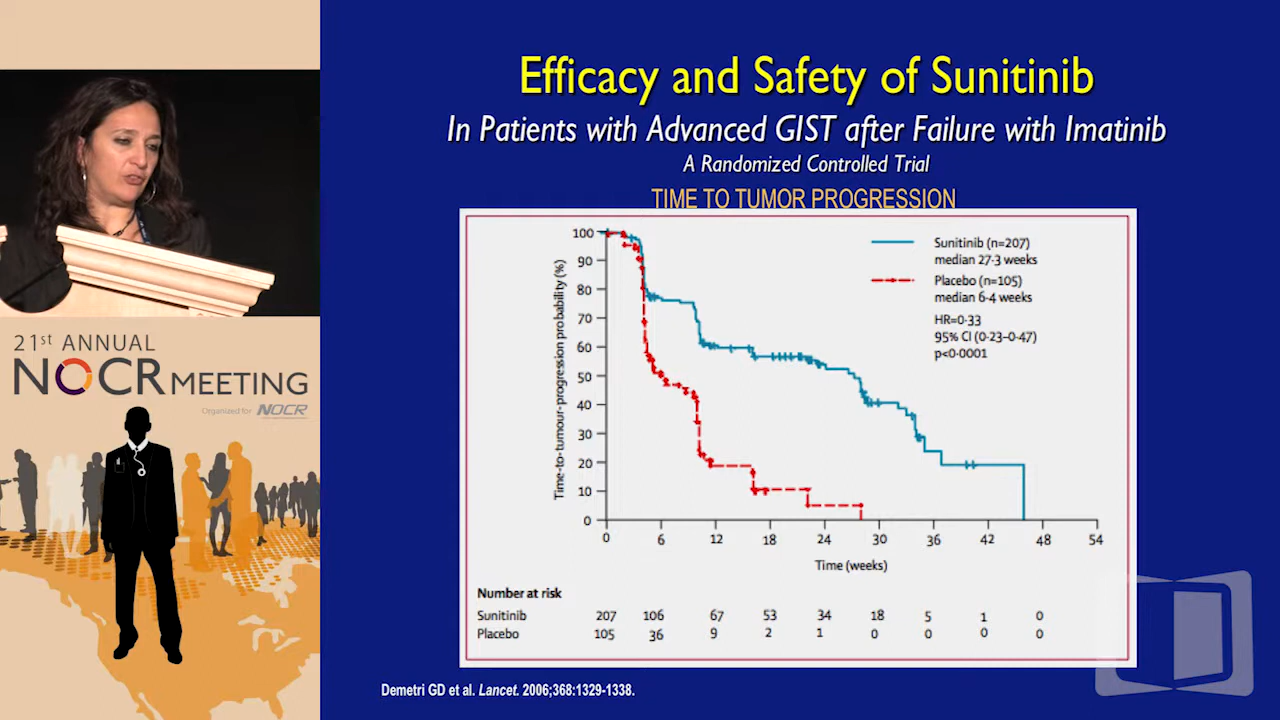 Efficacy and Safety of Sunitinib
In Patients with Advanced GIST after Failure with Imatinib
A Randomized Controlled Trial
TIME TO TUMOR PROGRESSION
Time-to-tumour-progression probability (%)
100
90
80
70
60
50
40
30
20
10
0
Sunitinib (n=207)
median 27·3 weeks
Placebo (n=105)
median 6·4 weeks
HR=0·33
95% CI (0·23–0·47)
p<0·0001
0 6 12 18 24 30 36 42 48 54
Time (weeks)
Number at risk
Sunitinib 207 106 67 53 34 18 5 1 0
Placebo 105 36 9 2 1 0 0 0 0
Demetri GD et al. Lancet. 2006;368:1329-1338.
21st ANNUAL
NOCR MEETING
Organized for NOCR